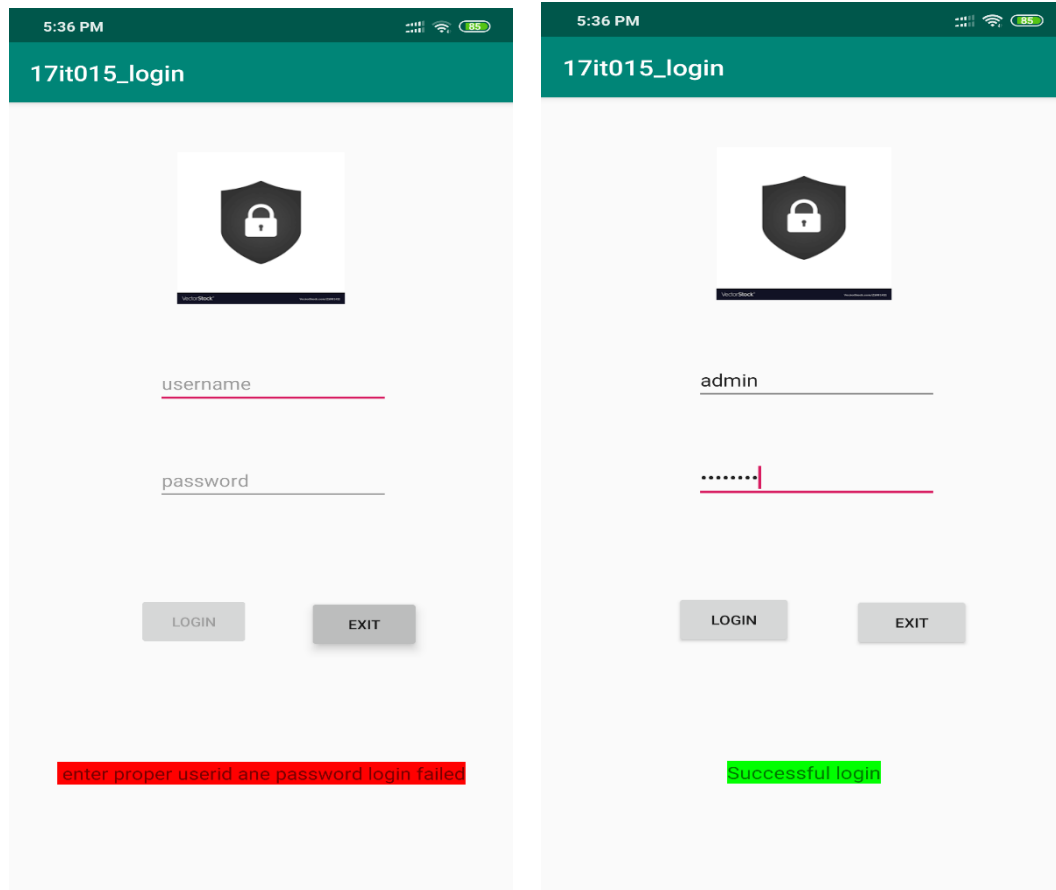 5:36 PM
85
17it015_login
VectorStock
username
password
LOGIN
EXIT
enter proper userid ane password login failed
5:36 PM
85
17it015_login
VectorStock
admin
LOGIN
EXIT
Successful login